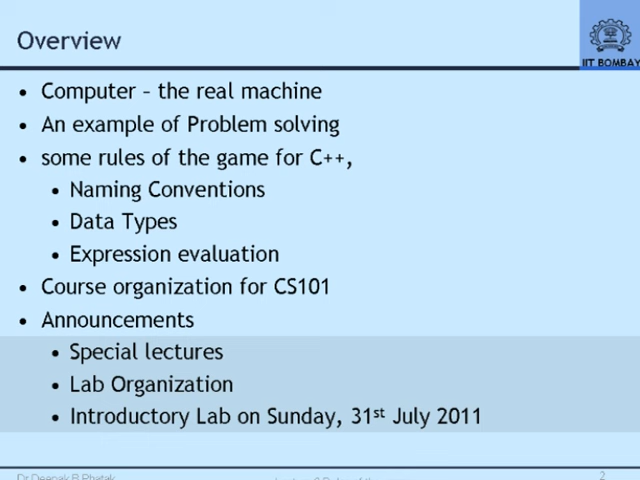 Overview
IIT BOMBAY
• Computer – the real machine
• An example of Problem solving
• some rules of the game for C++,
• Naming Conventions
• Data Types
• Expression evaluation
• Course organization for CS101
• Announcements
• Special lectures
• Lab Organization
• Introductory Lab on Sunday, 31st July 2011
Dr Deepak B Phatak
2